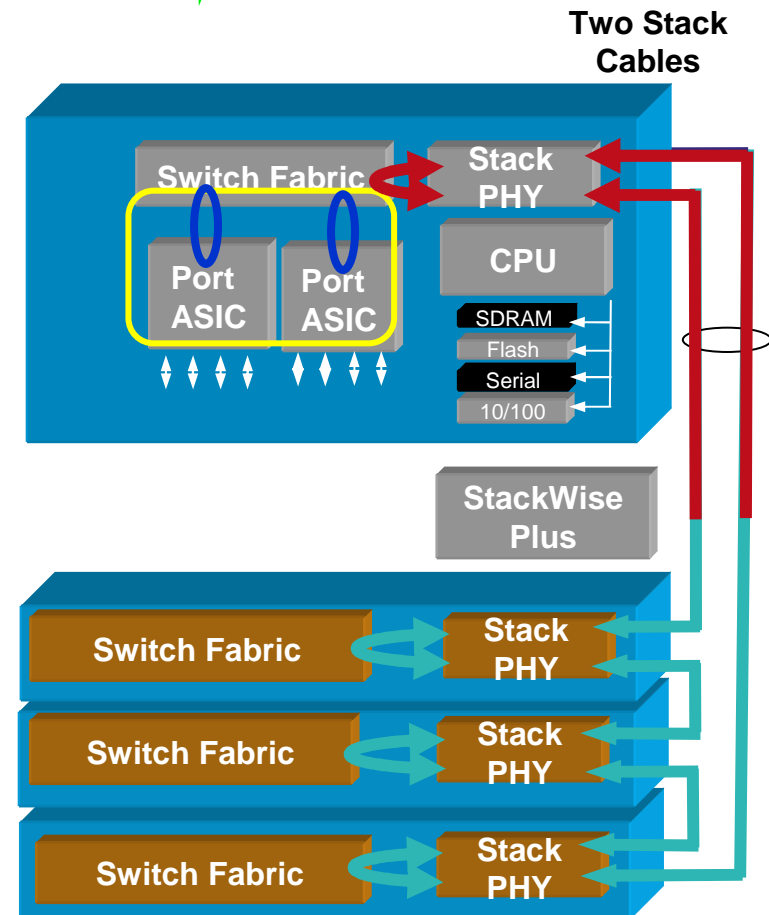 Two Stack
Cables
Switch Fabric
Stack
PHY
Port
ASIC
Port
ASIC
CPU
SDRAM
Flash
Serial
10/100
StackWise
Plus
Switch Fabric
Stack
PHY
Switch Fabric
Stack
PHY
Switch Fabric
Stack
PHY